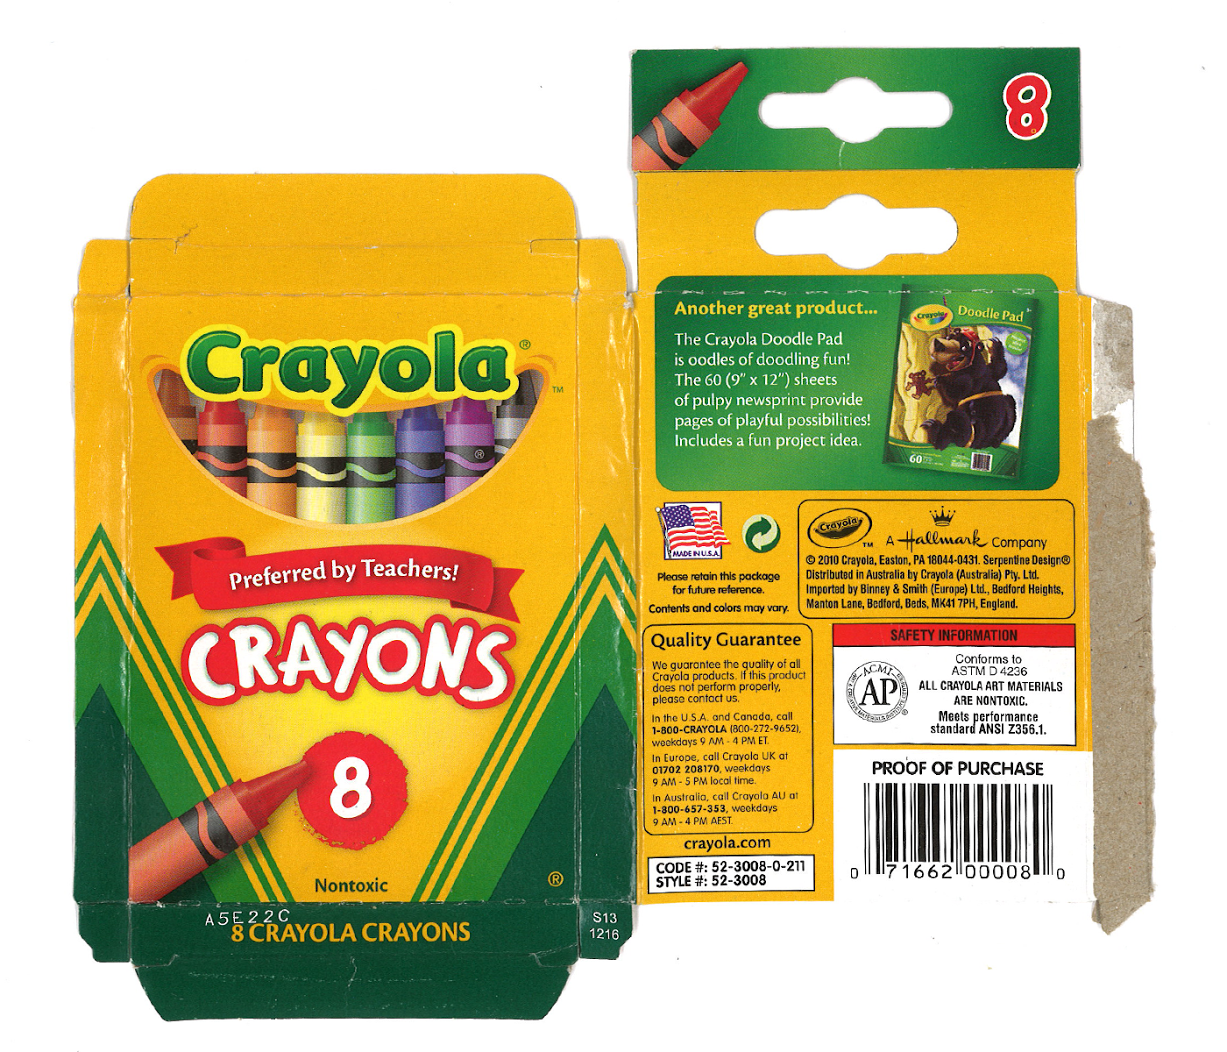 Crayola®
™
®
Preferred by Teachers!
CRAYONS
8
Nontoxic
®
A5E22C
8 CRAYOLA CRAYONS
S13
1216
8
Another great product...
The Crayola Doodle Pad
is oodles of doodling fun!
The 60 (9" x 12") sheets
of pulpy newsprint provide
pages of playful possibilities!
Includes a fun project idea.
Crayola
Doodle Pad
60
MADE IN U.S.A.
Please retain this package
for future reference.
Contents and colors may vary.
Crayola
™ A Hallmark Company
© 2010 Crayola, Easton, PA 18044-0431. Serpentine Design®
Distributed in Australia by Crayola (Australia) Pty. Ltd.
Imported by Binney & Smith (Europe) Ltd., Bedford Heights,
Manton Lane, Bedford, Beds, MK41 7PH, England.
Quality Guarantee
We guarantee the quality of all
Crayola products. If this product
does not perform properly,
please contact us.
In the U.S.A. and Canada, call
1-800-CRAYOLA (800-272-9652),
weekdays 9 AM - 4 PM ET.
In Europe, call Crayola UK at
01702 208170, weekdays
9 AM - 5 PM local time.
In Australia, call Crayola AU at
1-800-657-353, weekdays
9 AM - 4 PM AEST.
crayola.com
CODE #: 52-3008-0-211
STYLE #: 52-3008
SAFETY INFORMATION
ACMI
AP
®
Conforms to
ASTM D 4236
ALL CRAYOLA ART MATERIALS
ARE NONTOXIC.
Meets performance
standard ANSI Z356.1.
PROOF OF PURCHASE
0 71662 00008 0